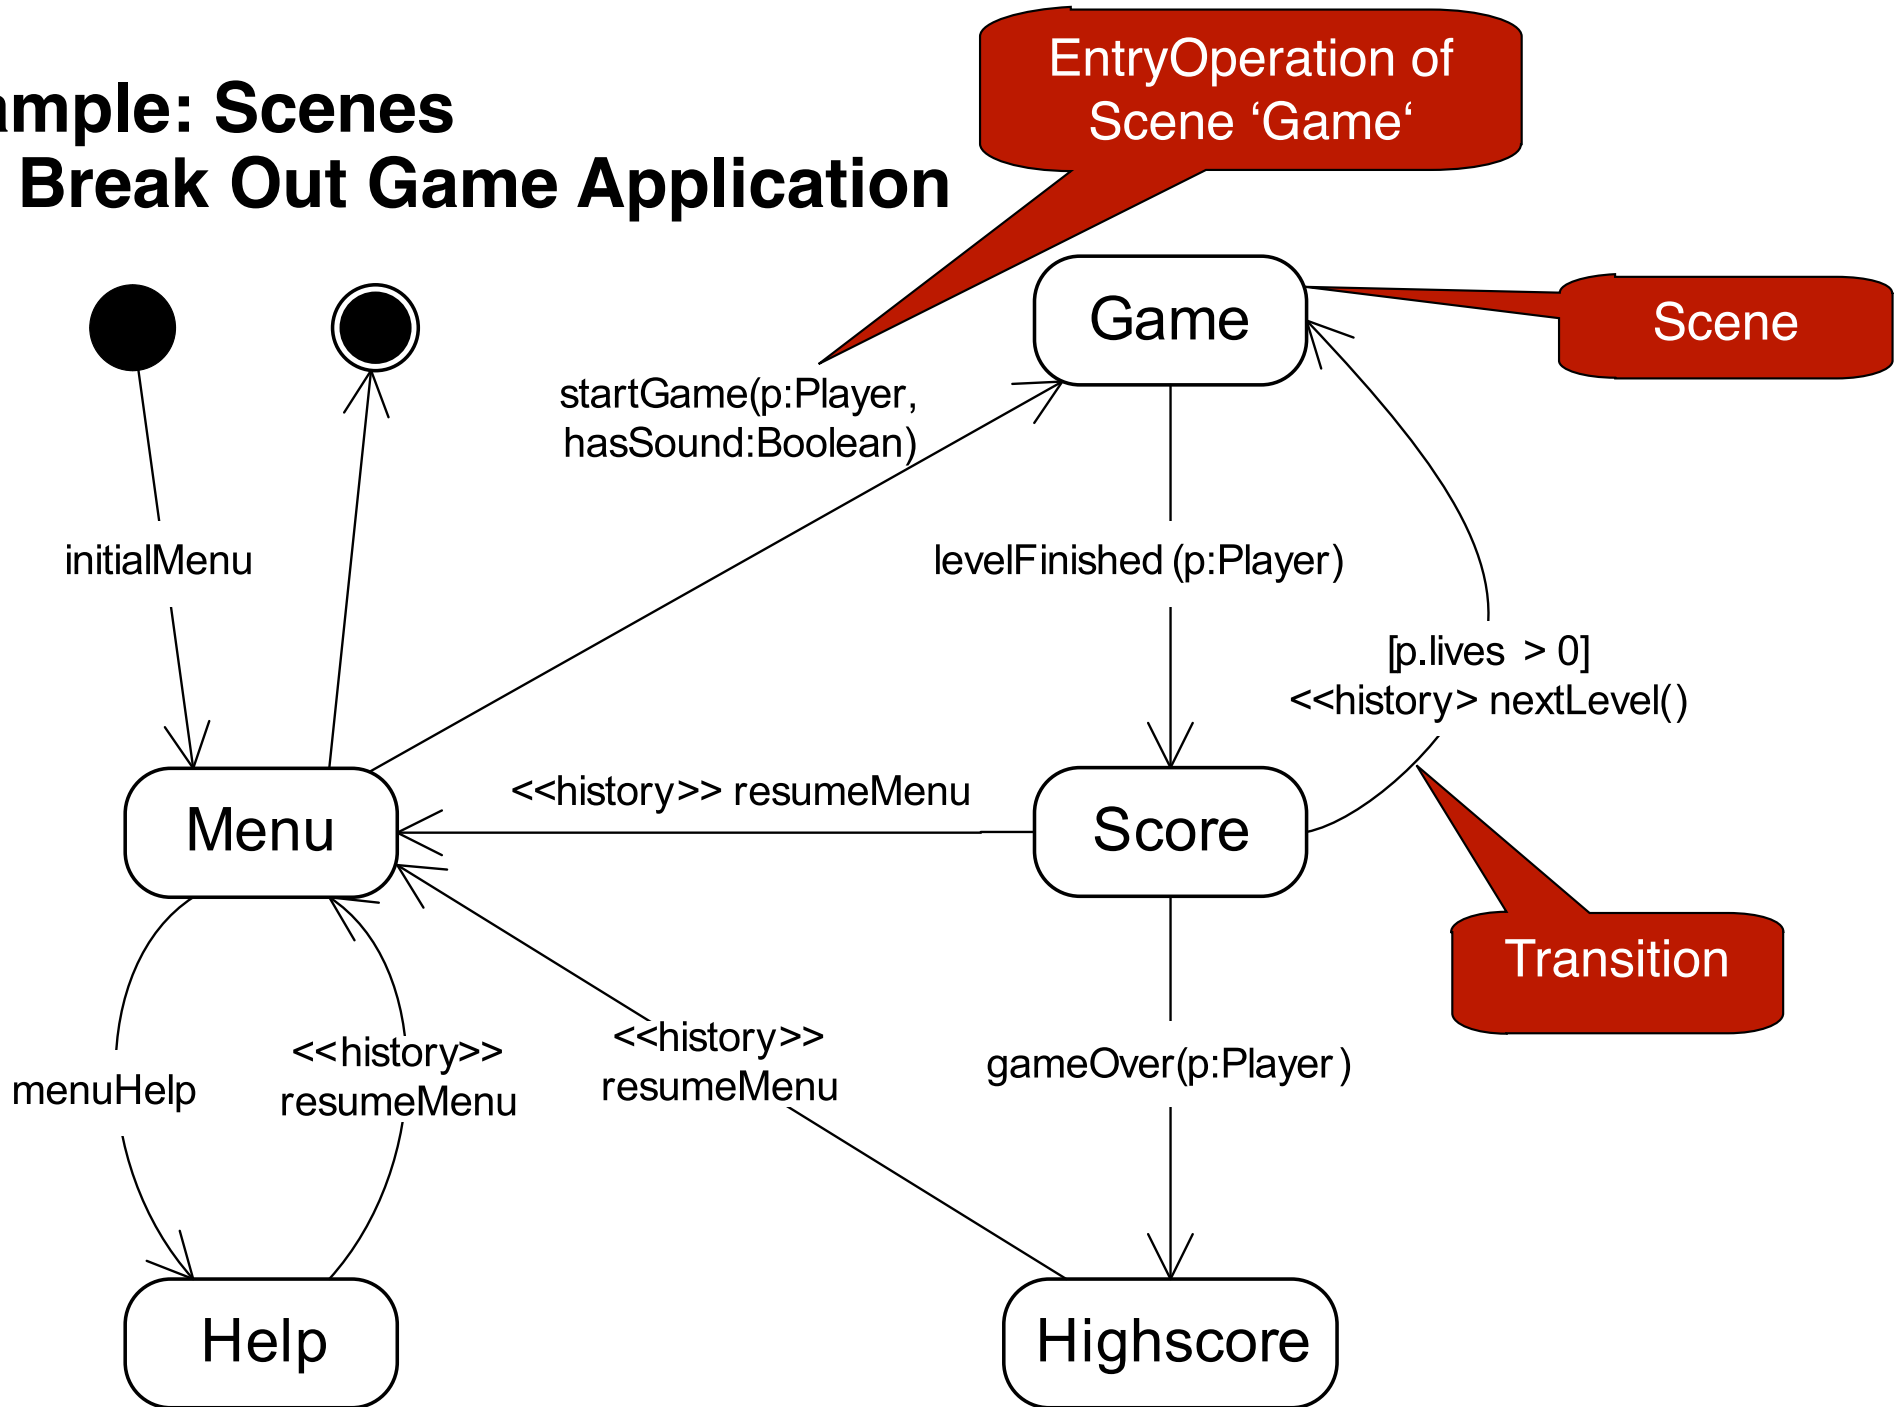 ample: Scenes
Break Out Game Application
EntryOperation of
Scene ‘Game‘
Game
Scene
startGame(p:Player,
hasSound:Boolean)
initialMenu
levelFinished (p:Player)
[p.lives > 0]
<<history> nextLevel()
<<history>> resumeMenu
Menu
Score
Transition
<<history>>
resumeMenu
<<history>>
resumeMenu
gameOver(p:Player)
menuHelp
Help
Highscore